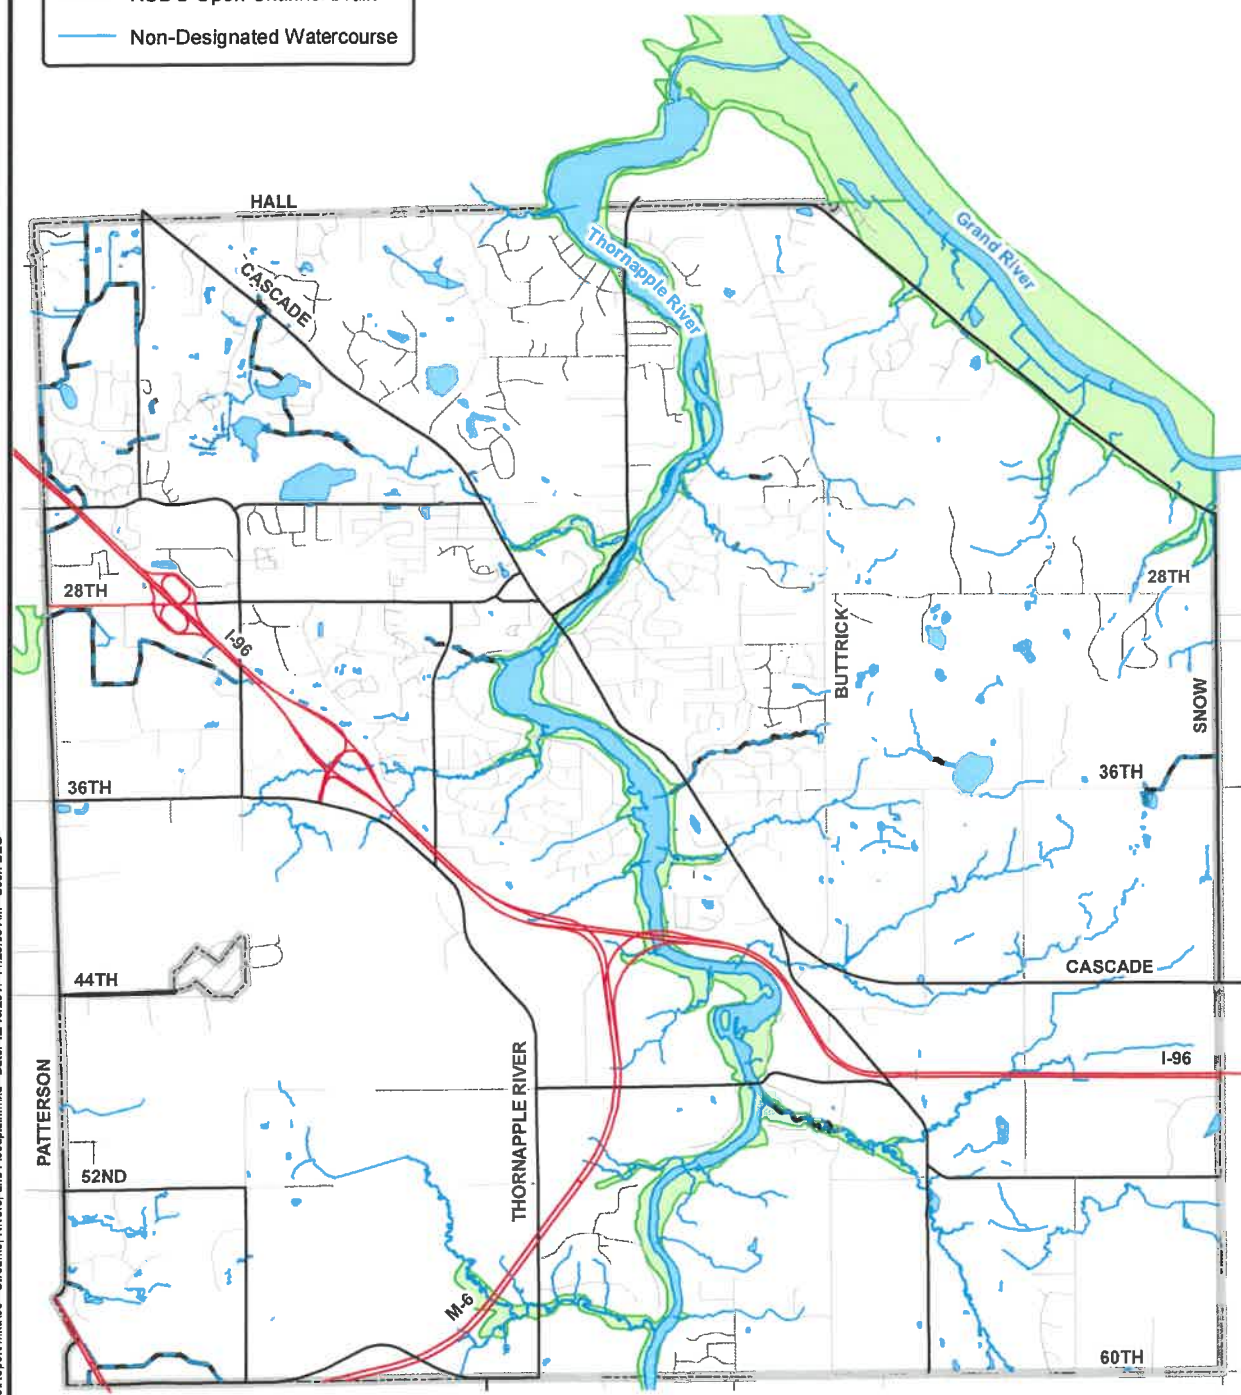 Non-Designated Watercourse
HALL
CASCADE
Thornapple River
Grand River
28TH
28TH
I-96
BUTTRICK
SNOW
36TH
36TH
44TH
CASCADE
I-96
PATTERSON
THORNAPPLE RIVER
52ND
M-6
60TH